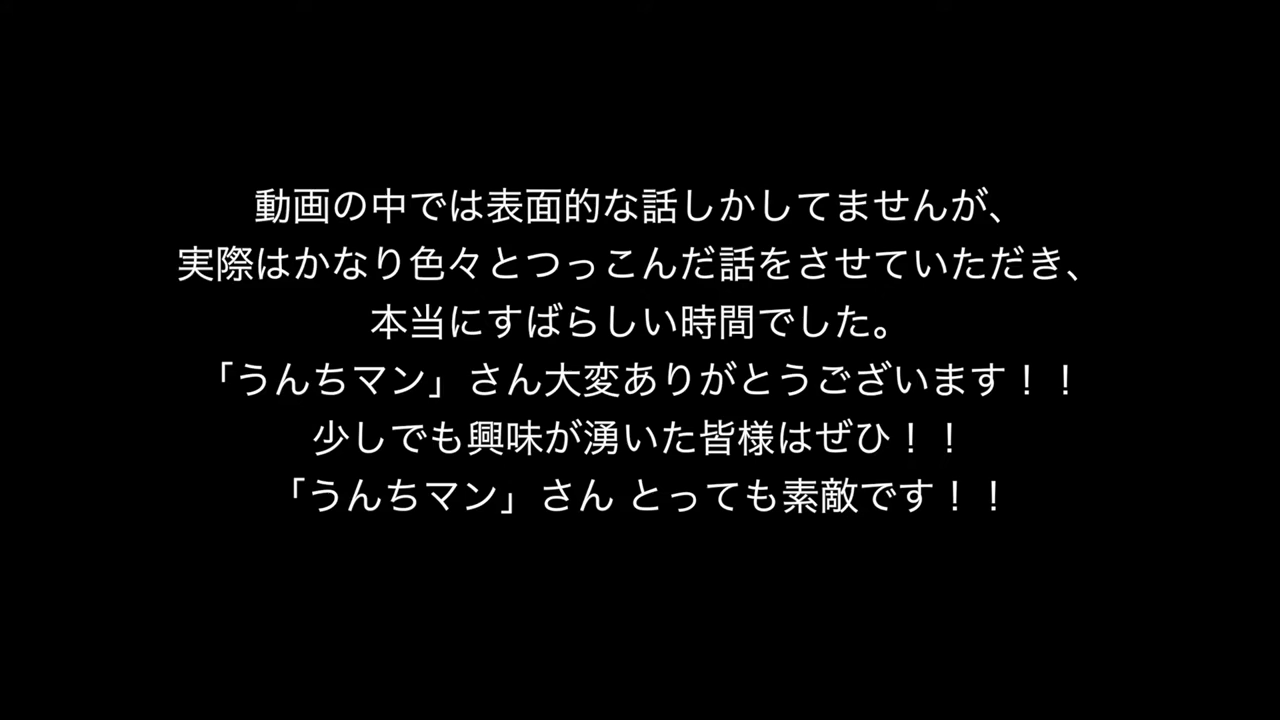 動画の中では表面的な話しかしてませんが、
実際はかなり色々とつっこんだ話をさせていただき、
本当にすばらしい時間でした。
「うんちマン」さん大変ありがとうございます！！
少しでも興味が湧いた皆様はぜひ！！
「うんちマン」さん とっても素敵です！！